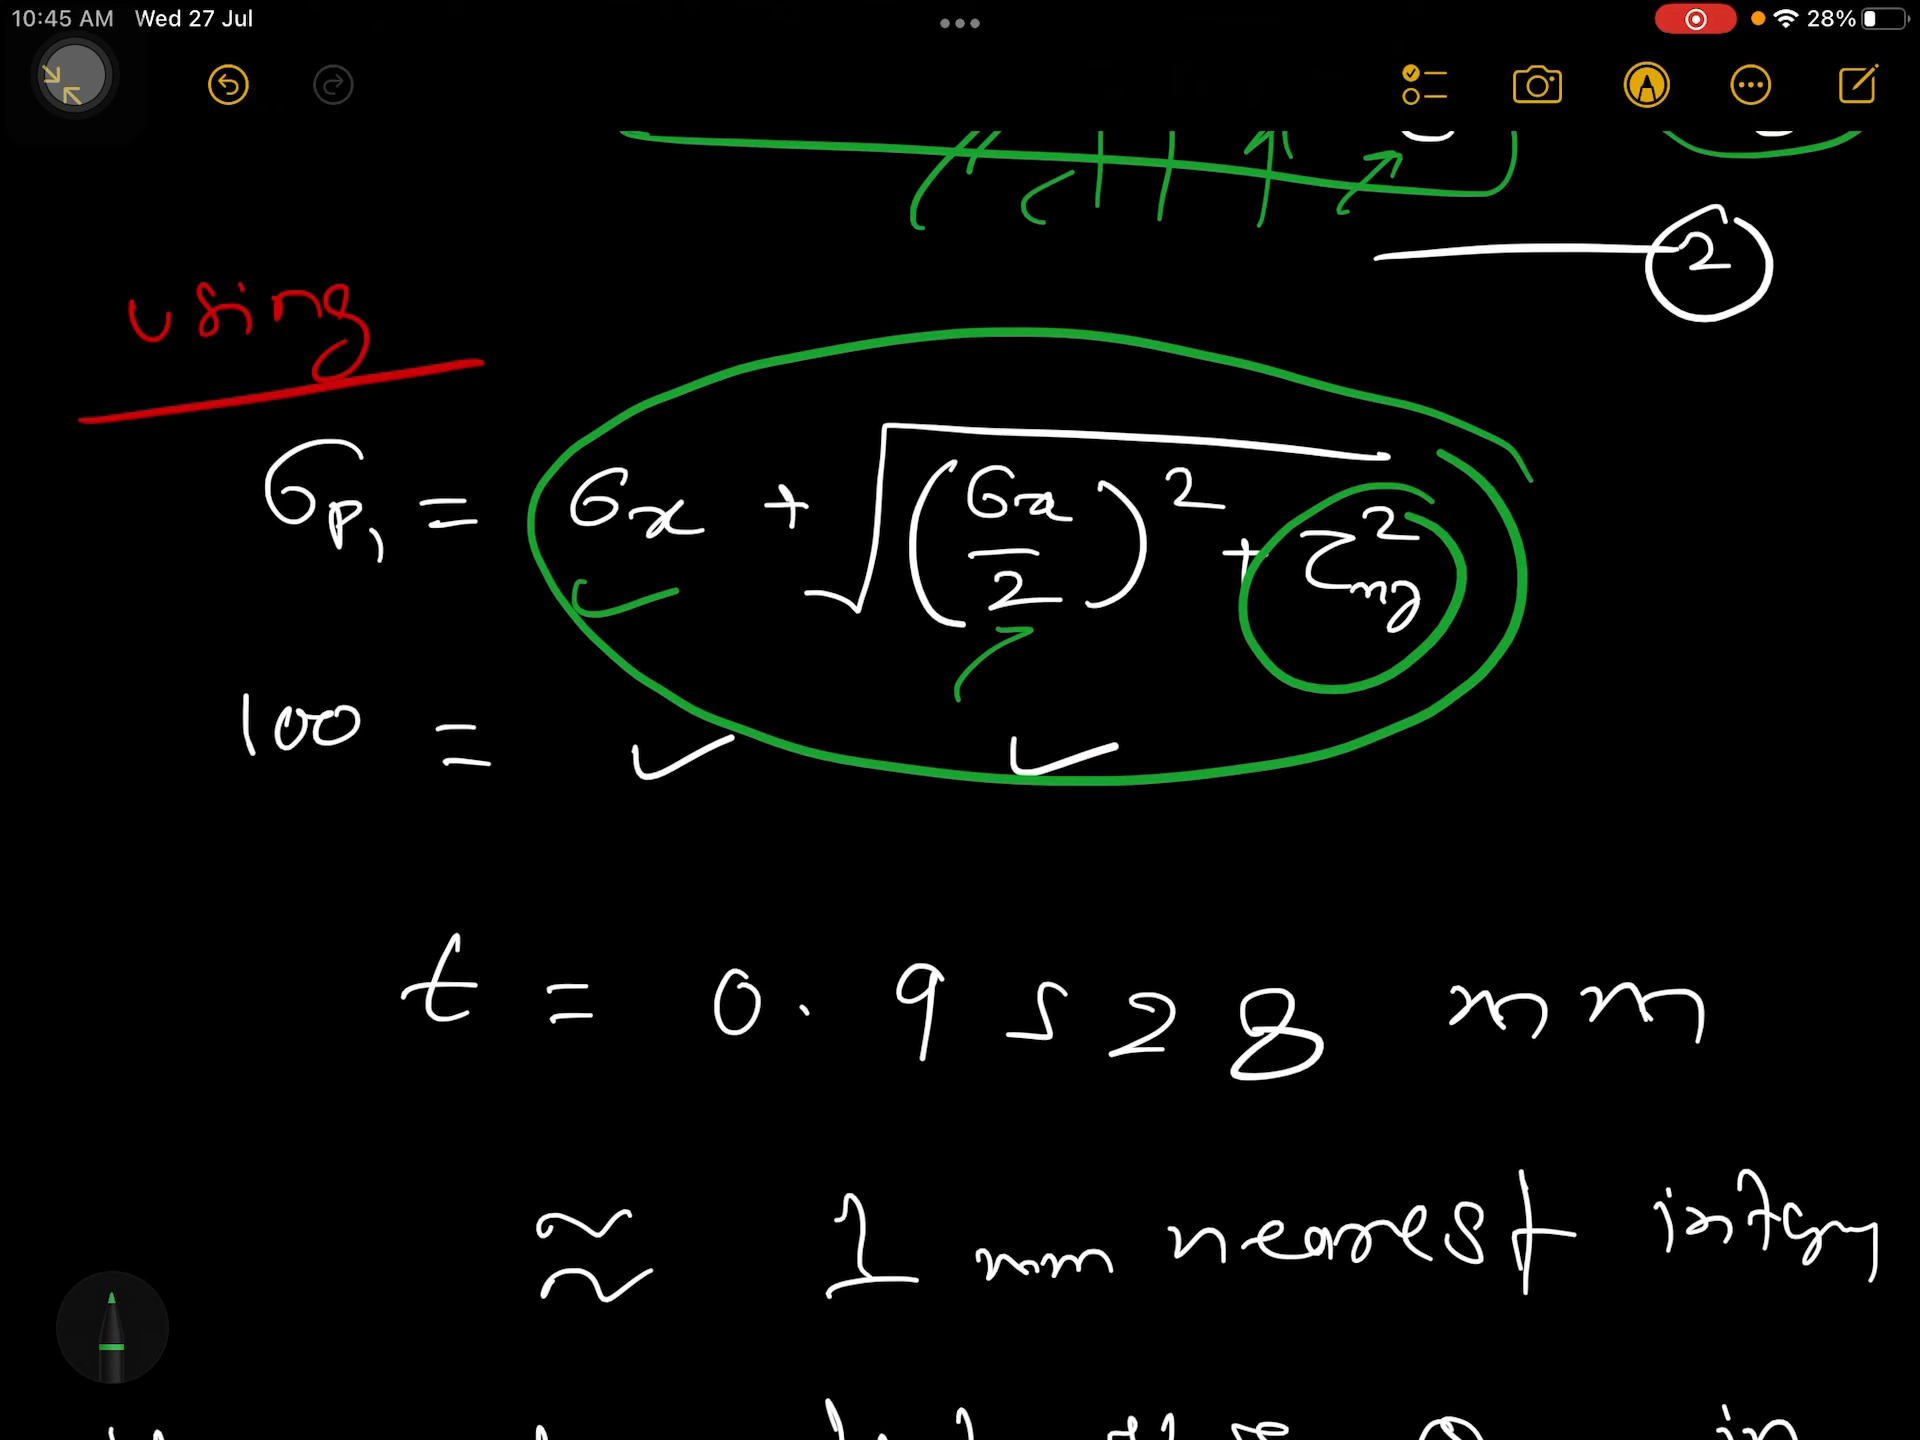 10:45 AM Wed 27 Jul
28%
2
using
σp₁ = σx + √((σx/2)² + τxy²)
100 = ✓ ✓
t = 0.9528 mm
≈ 1 mm nearest
in